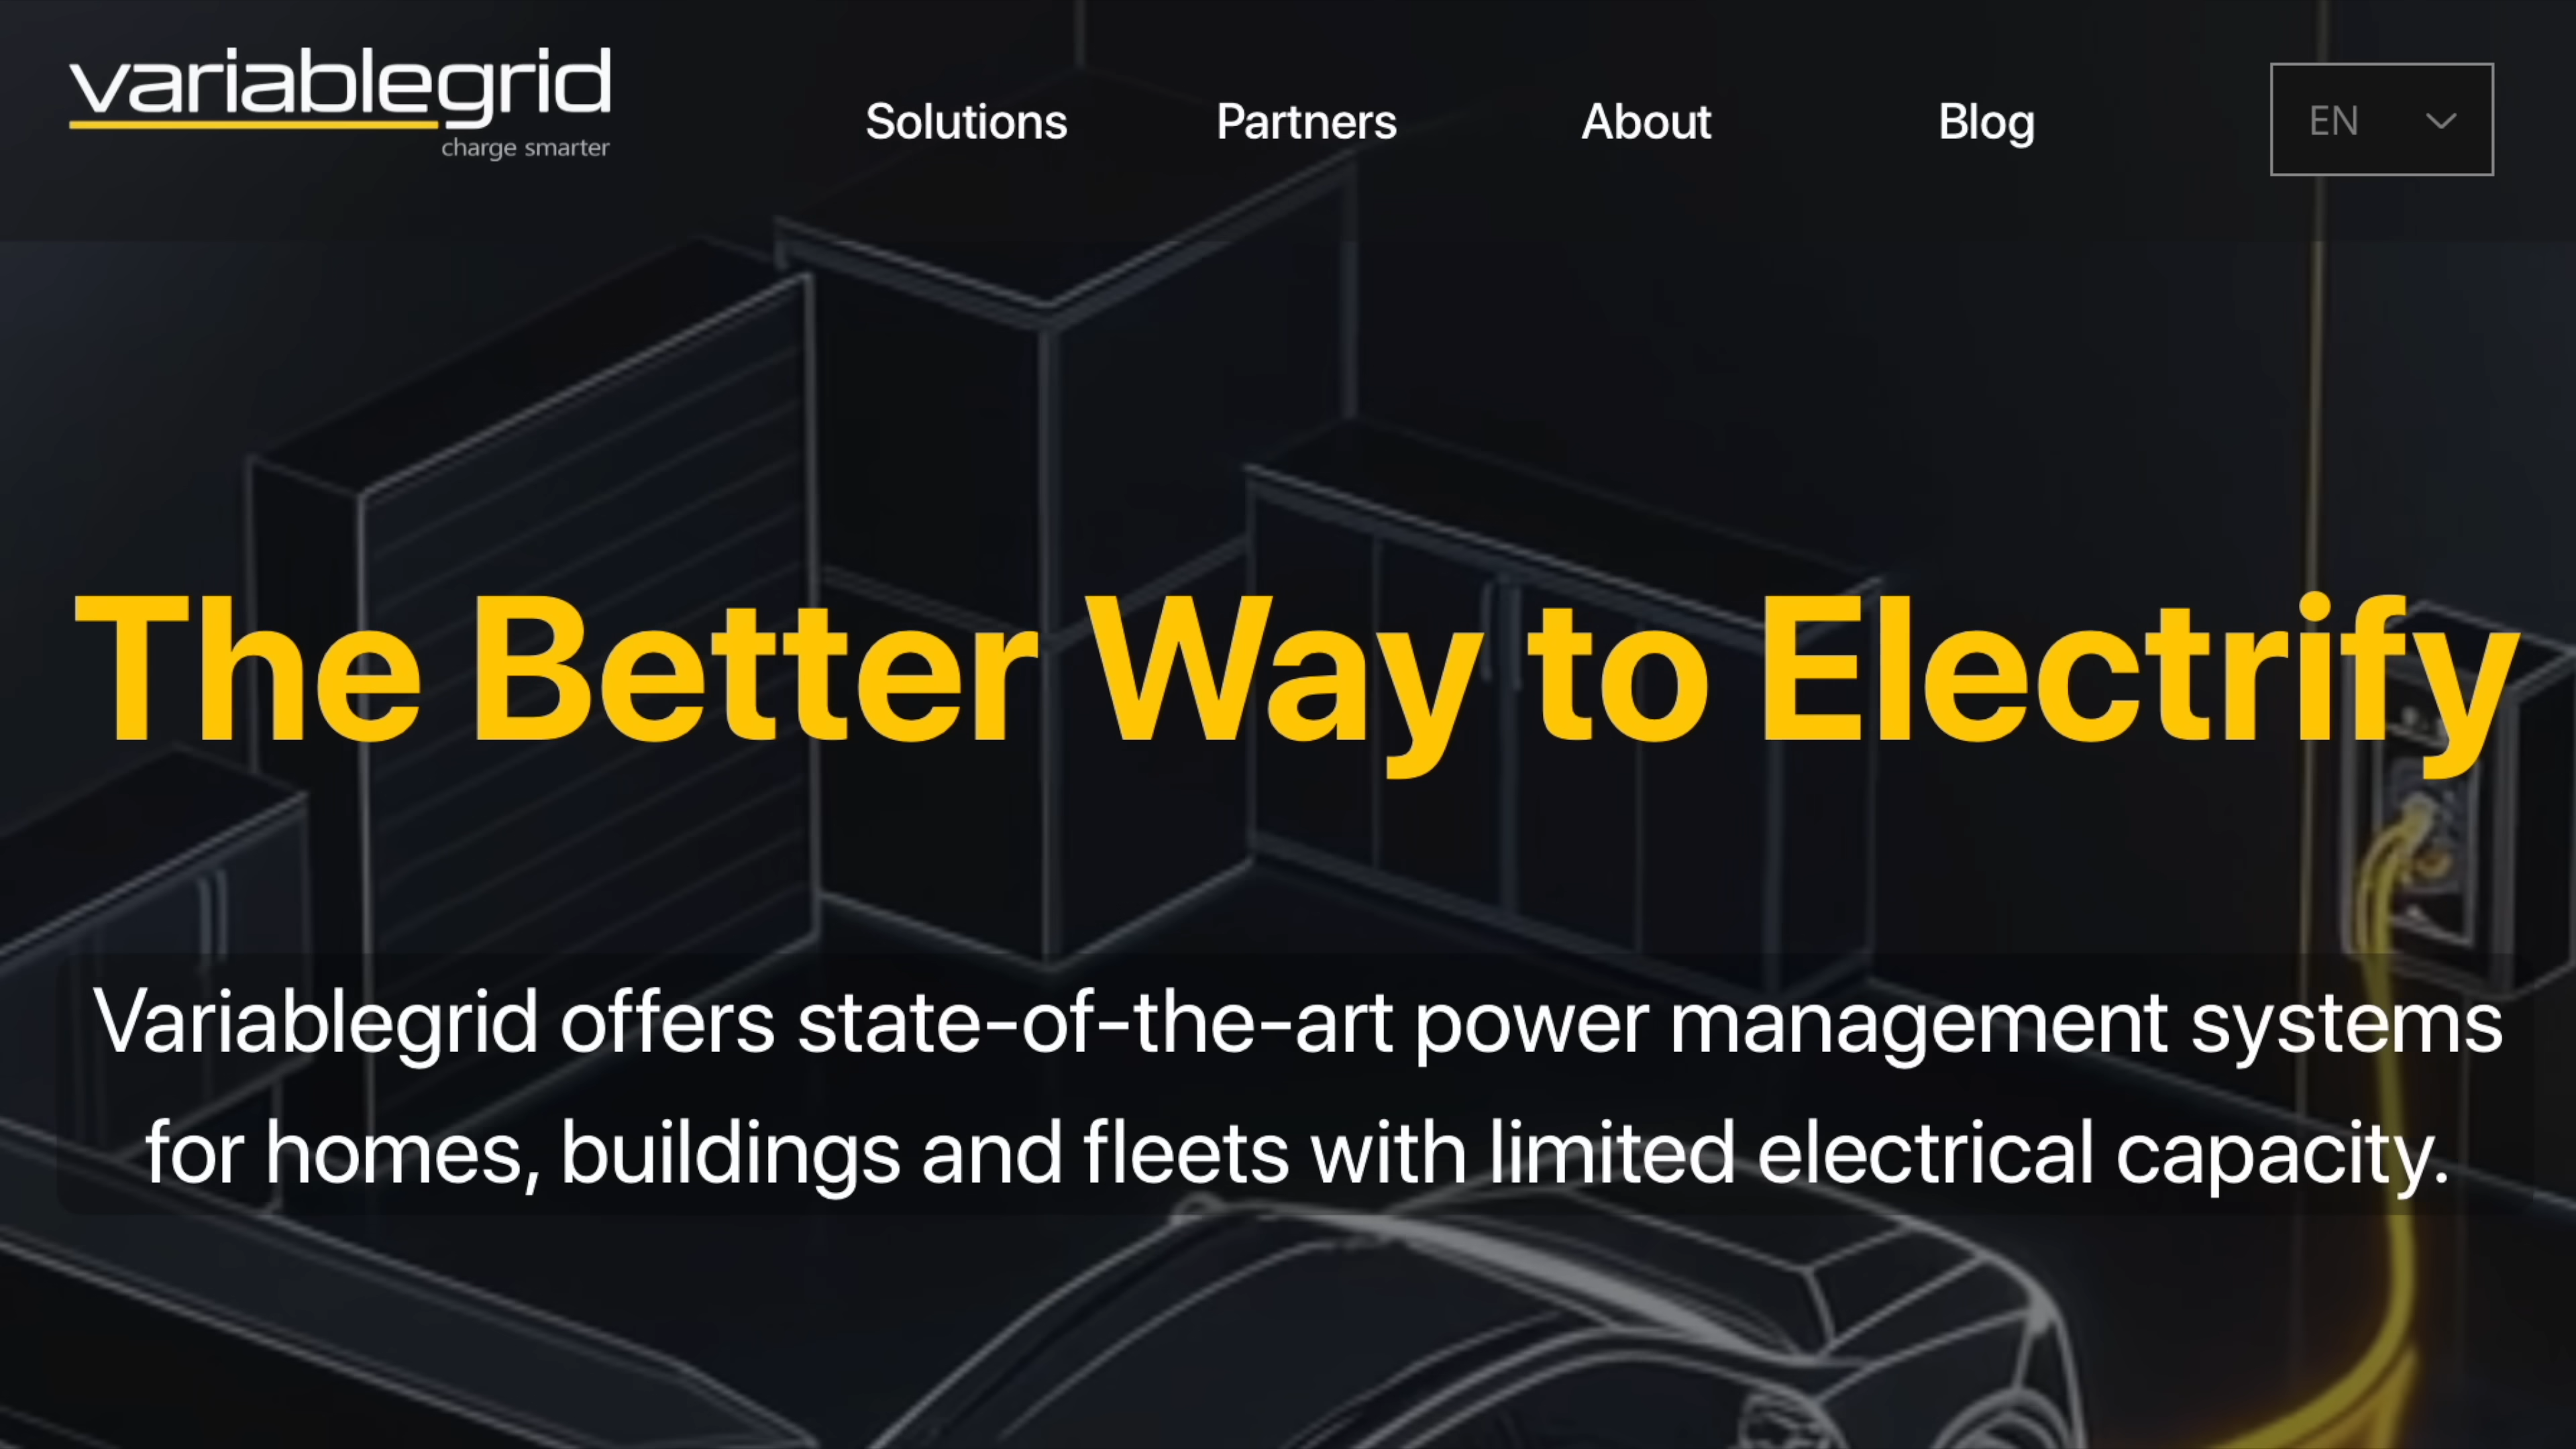 variablegrid
charge smarter
Solutions
Partners
About
Blog
EN
The Better Way to Electrify
Variablegrid offers state-of-the-art power management systems
for homes, buildings and fleets with limited electrical capacity.